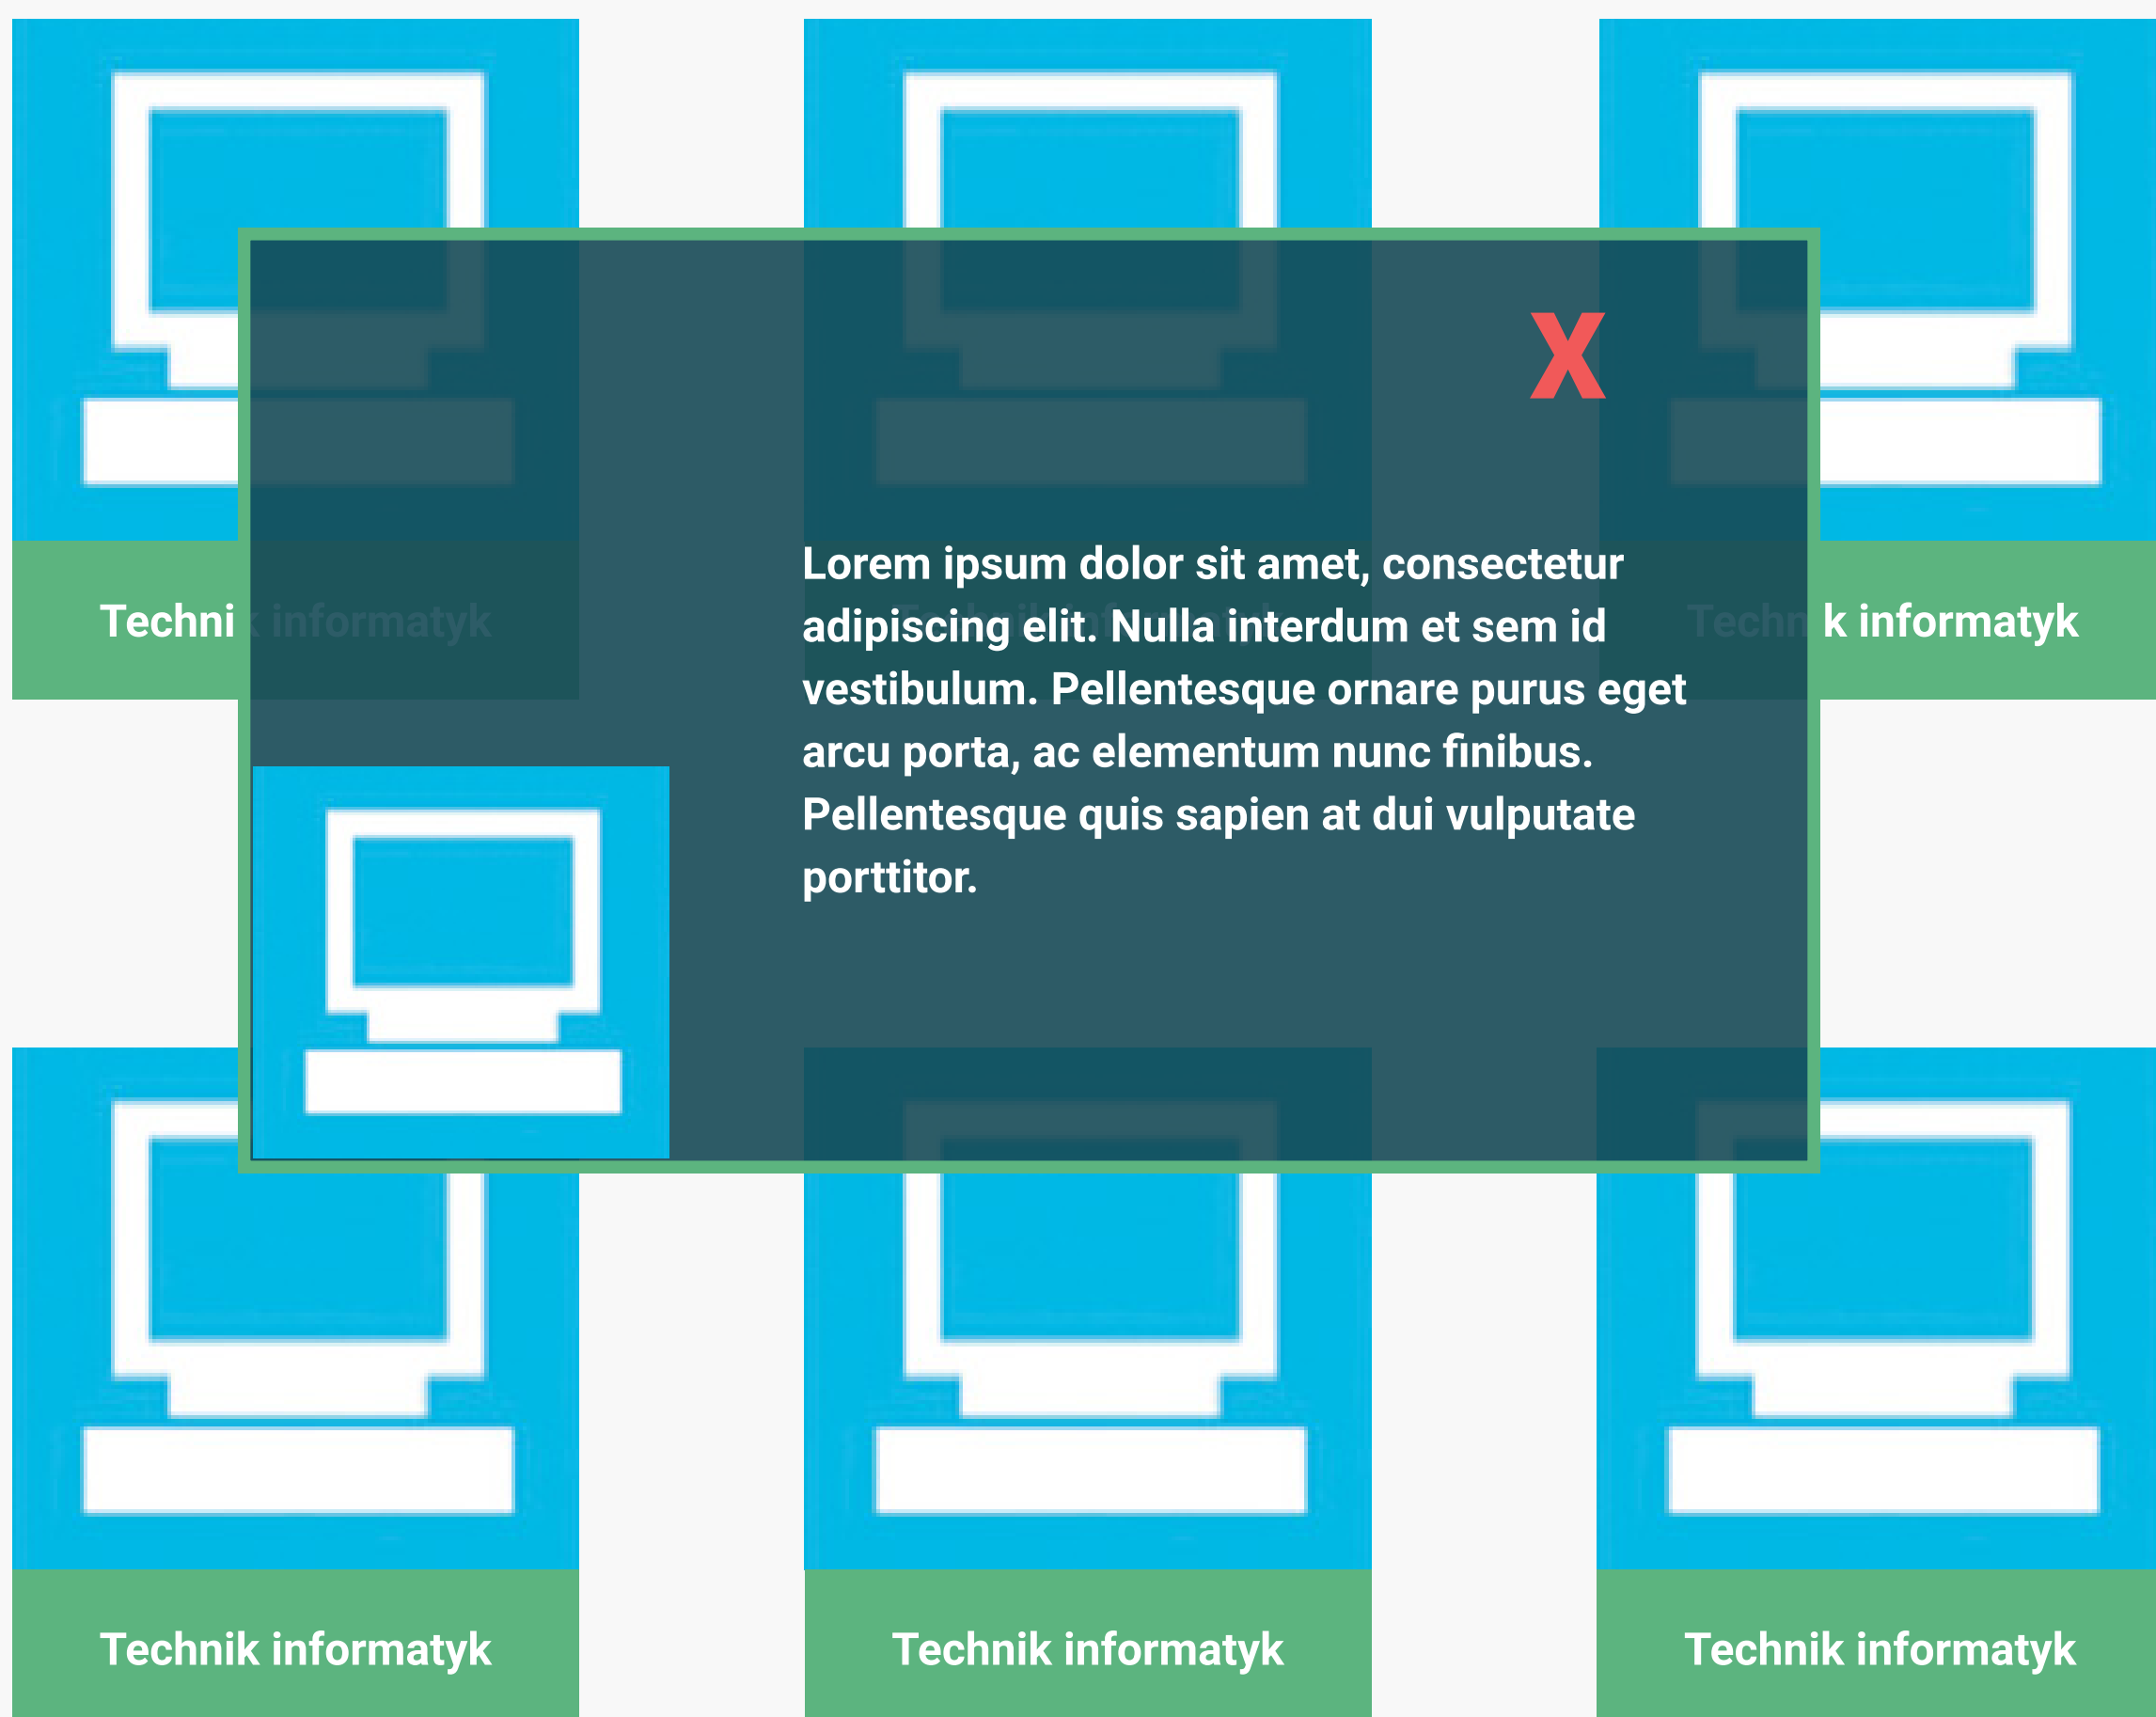 X
Lorem ipsum dolor sit amet, consectetur
adipiscing elit. Nulla interdum et sem id
vestibulum. Pellentesque ornare purus eget
arcu porta, ac elementum nunc finibus.
Pellentesque quis sapien at dui vulputate
porttitor.
Technik informatyk
Technik informatyk
Technik informatyk
Technik informatyk
Technik informatyk
Technik informatyk